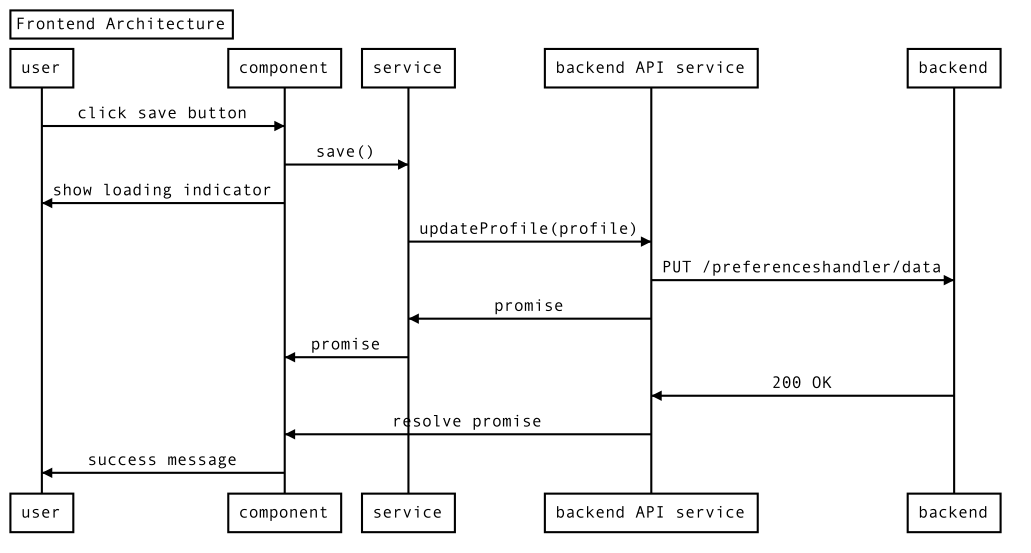 Frontend Architecture
user component service backend API service backend
click save button
save()
show loading indicator
updateProfile(profile)
PUT /preferenceshandler/data
promise
promise
200 OK
resolve promise
success message
user component service backend API service backend